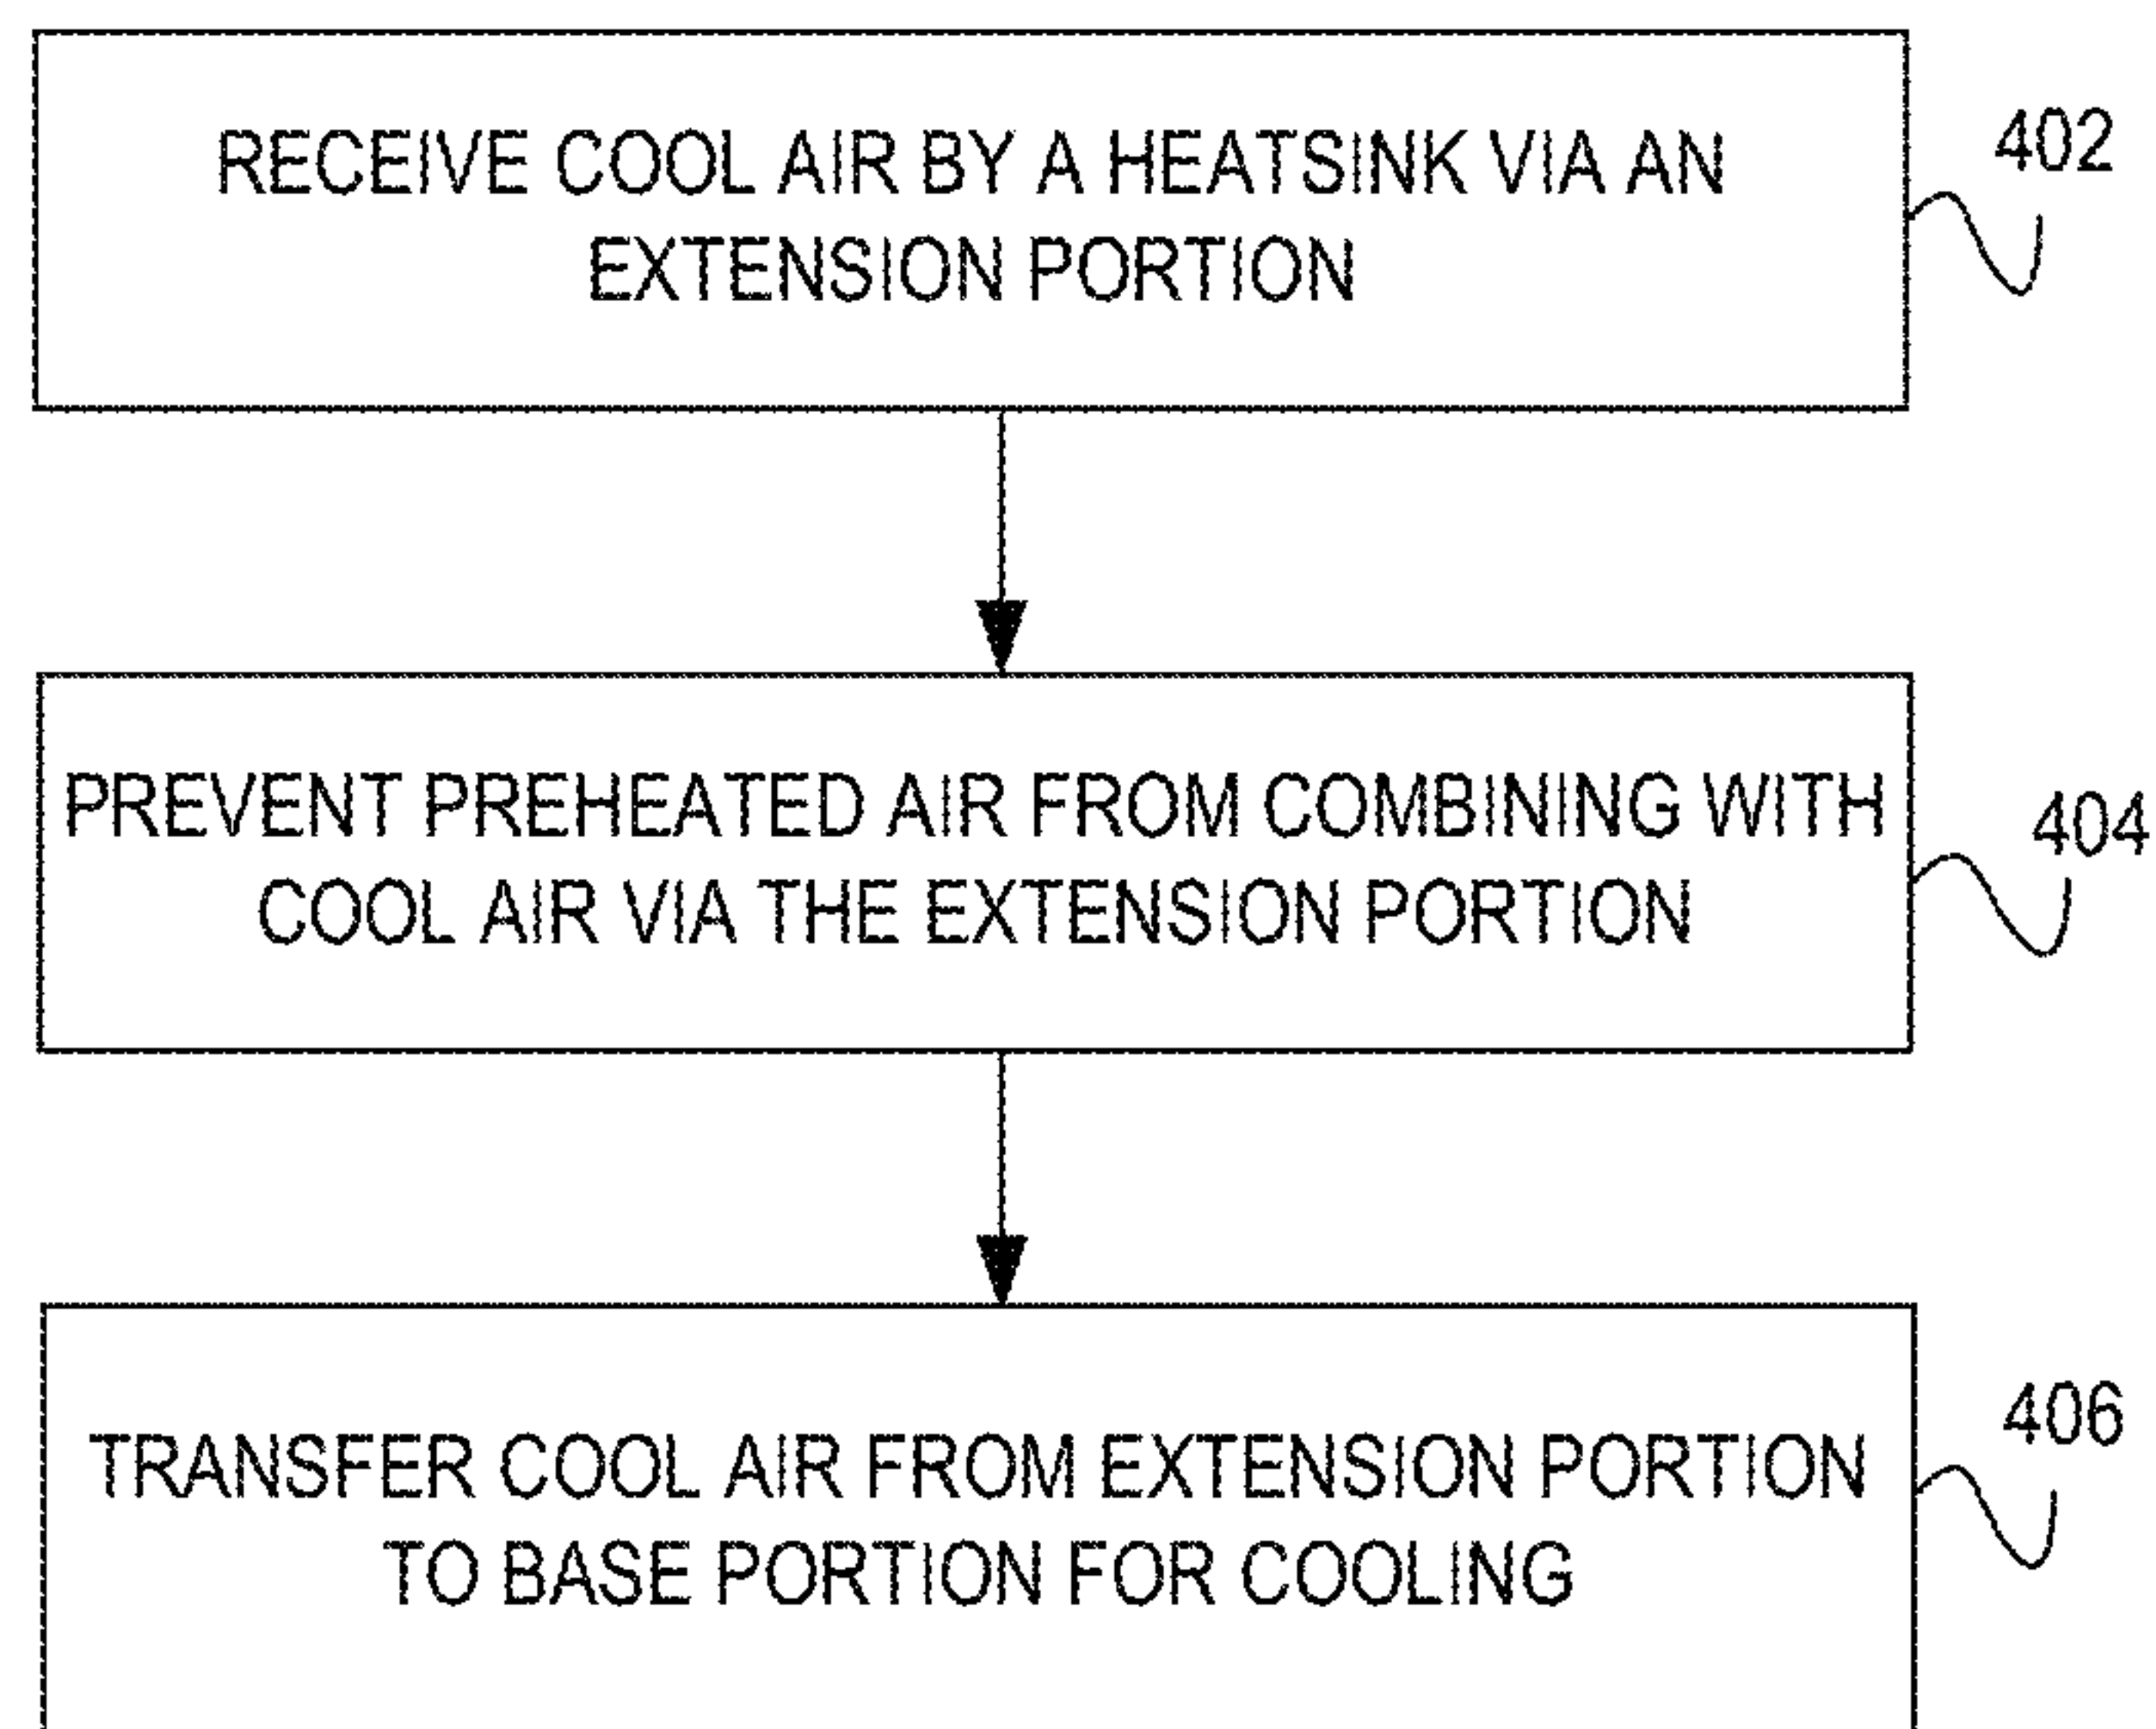 RECEIVE COOL AIR BY A HEATSINK VIA AN
EXTENSION PORTION
402
PREVENT PREHEATED AIR FROM COMBINING WITH
COOL AIR VIA THE EXTENSION PORTION
404
TRANSFER COOL AIR FROM EXTENSION PORTION
TO BASE PORTION FOR COOLING
406